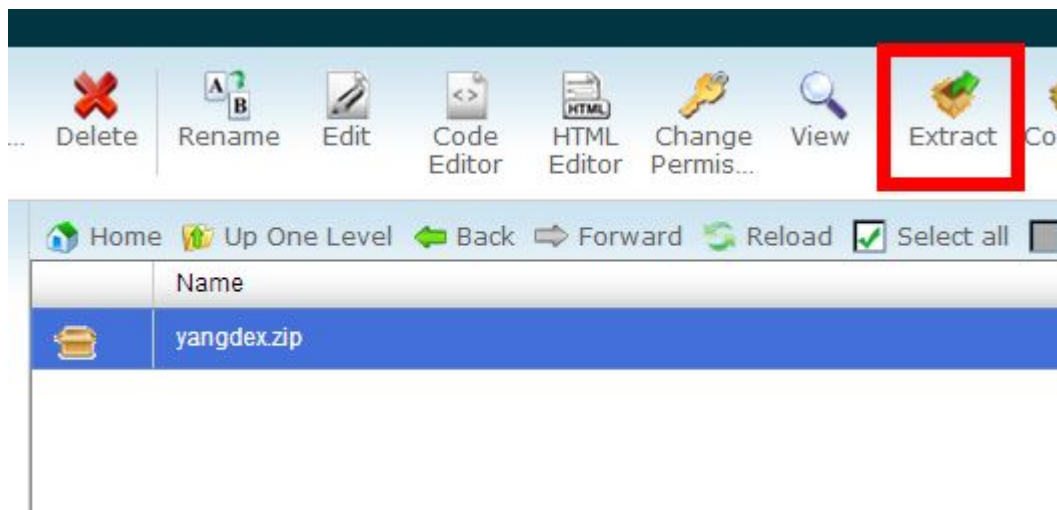 ... Delete Rename Edit Code Editor HTML Editor Change Permis... View Extract Co
Home Up One Level Back Forward Reload Select all
Name
yangdex.zip